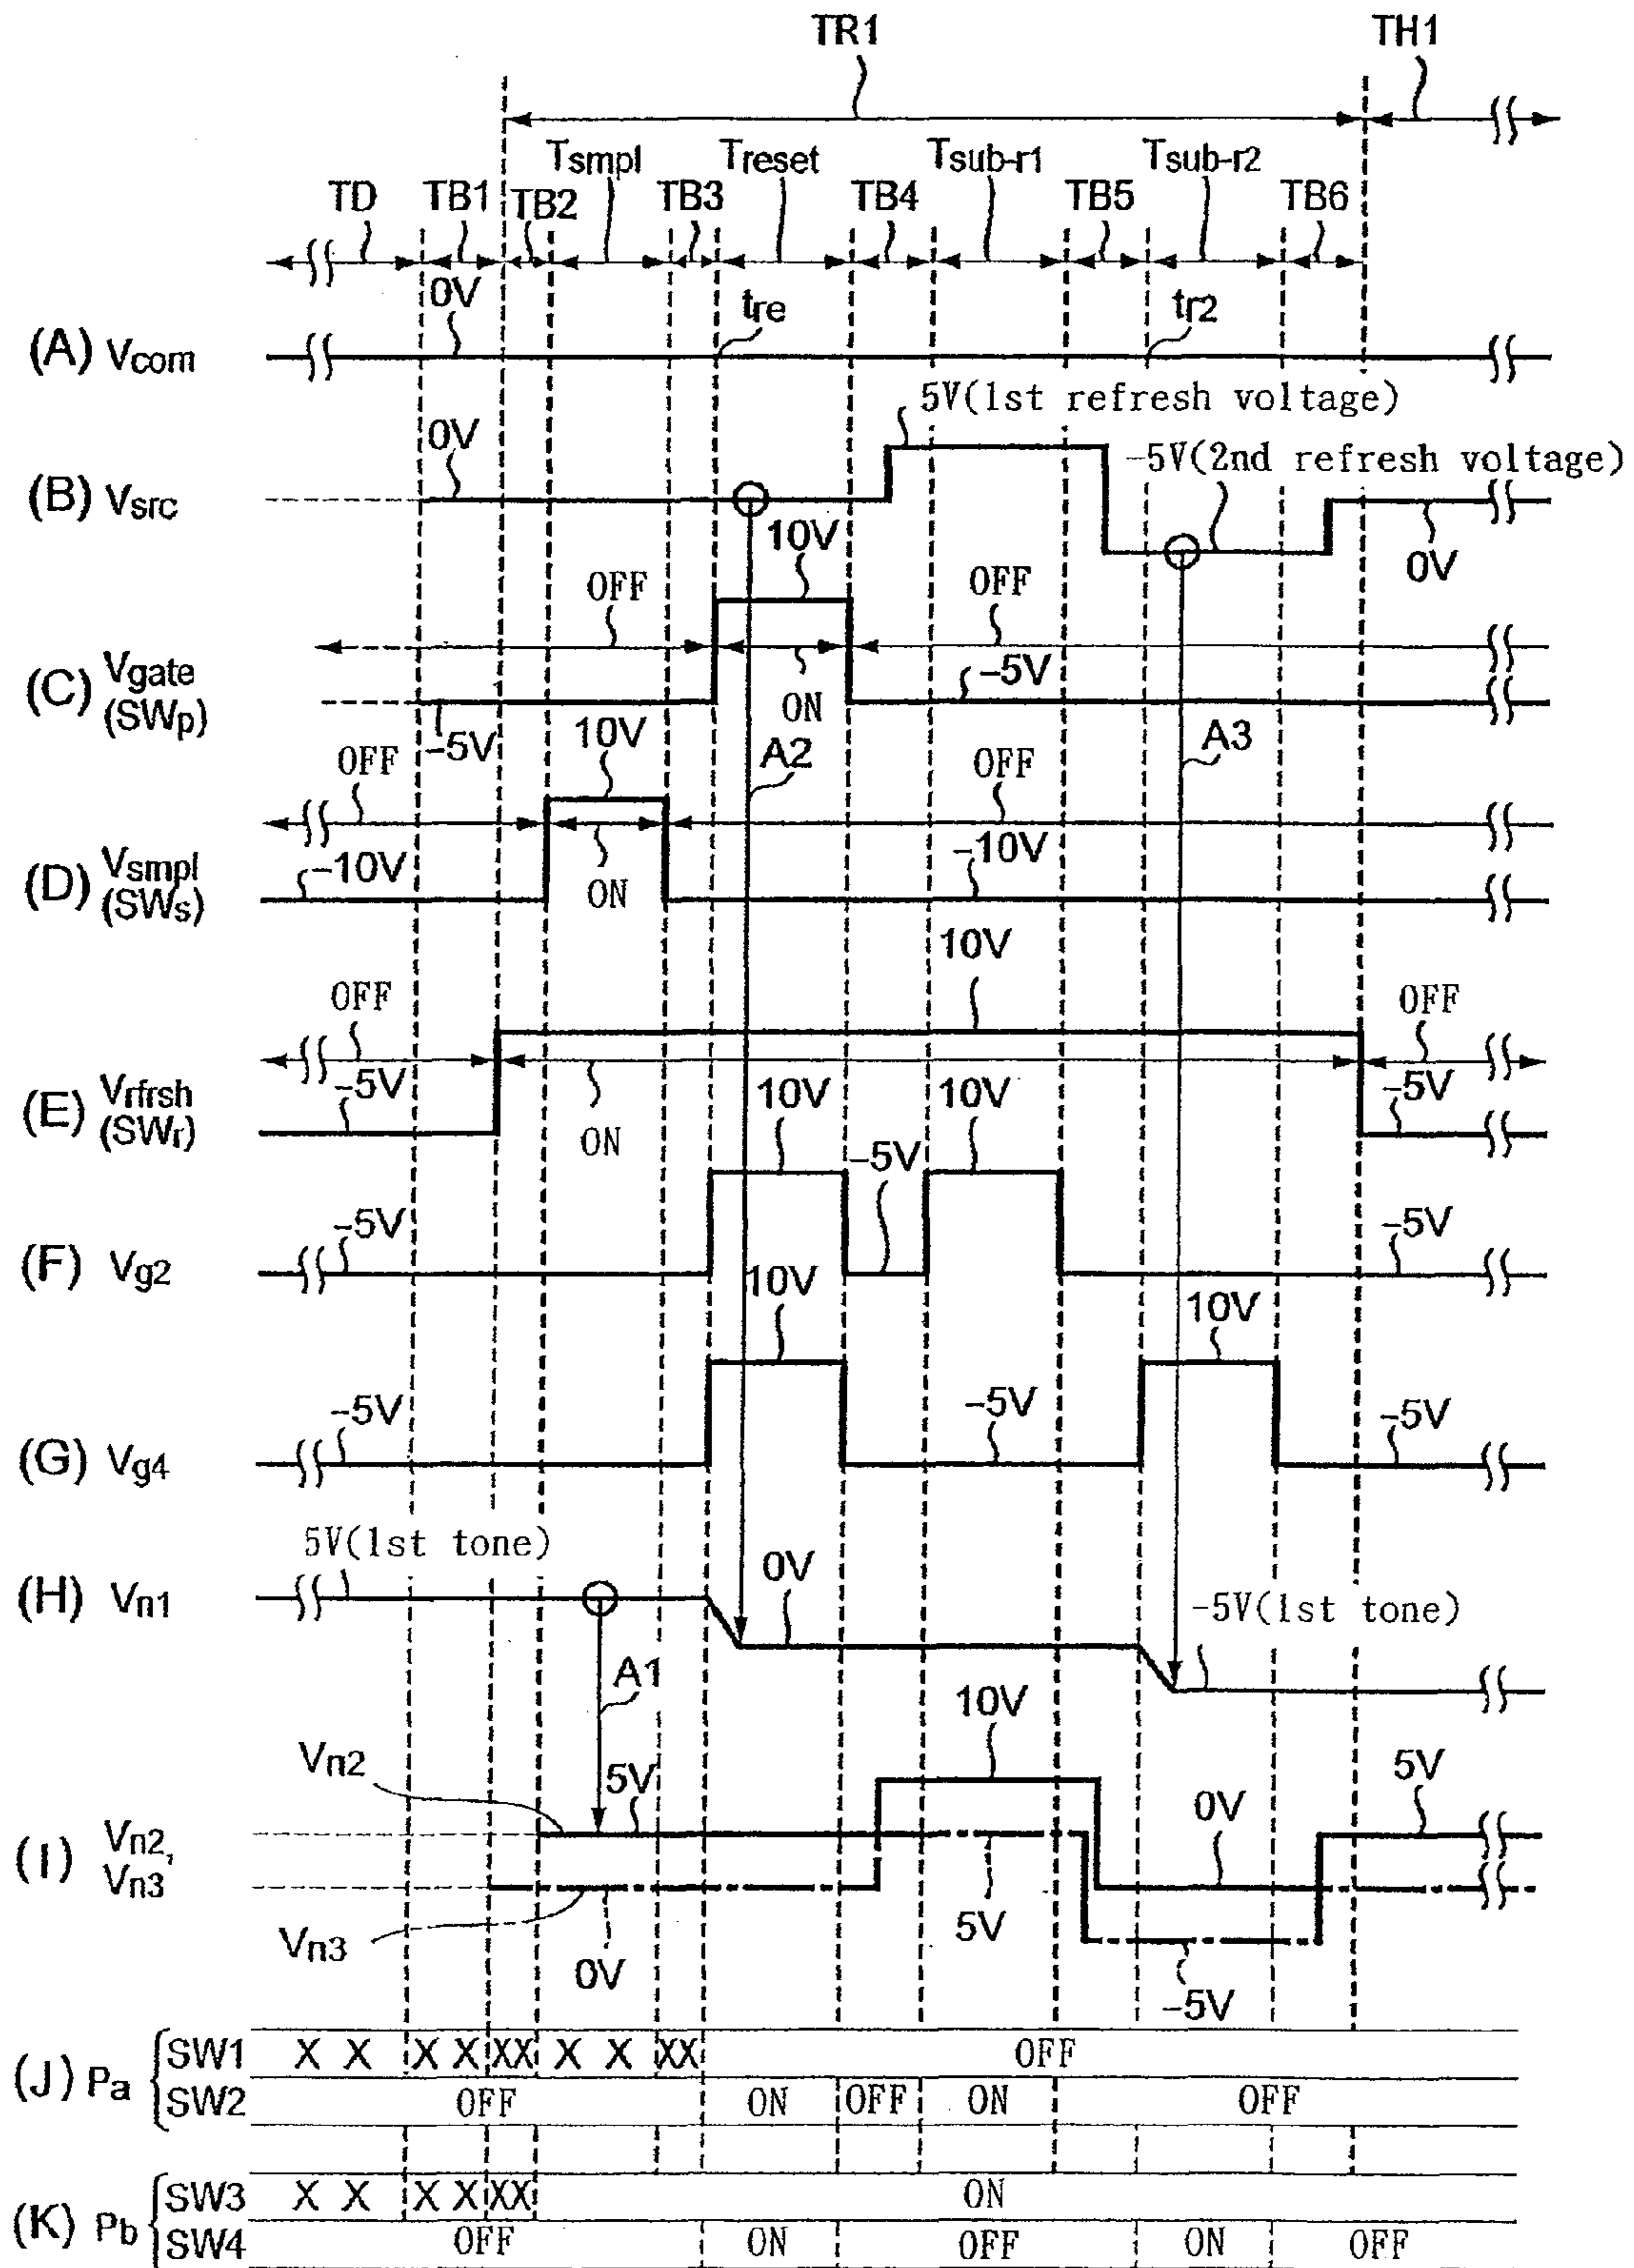 TR1 TH1
Tsmpl Treset Tsub-r1 Tsub-r2
TD TB1 TB2 TB3 TB4 TB5 TB6
0V tre tr2
(A) Vcom
5V(1st refresh voltage)
0V -5V(2nd refresh voltage)
(B) Vsrc
10V 0V
OFF OFF
(C) Vgate
(SWp)
-5V ON -5V
10V A2 A3
OFF OFF
(D) Vsmpl
(SWs)
-10V ON -10V
10V
OFF OFF
(E) Vrfrsh
(SWr)
-5V ON -5V
10V 10V
-5V
(F) Vg2
-5V -5V
10V 10V
(G) Vg4
-5V -5V -5V
5V(1st tone)
(H) Vn1
0V
-5V(1st tone)
A1
10V
Vn2 5V 0V 5V
(I) Vn2,
Vn3
Vn3 0V 5V
-5V
(J) Pa
SW1 X X X X XX X X XX OFF
SW2 OFF ON OFF ON OFF
(K) Pb
SW3 X X X X XX ON
SW4 OFF ON OFF ON OFF